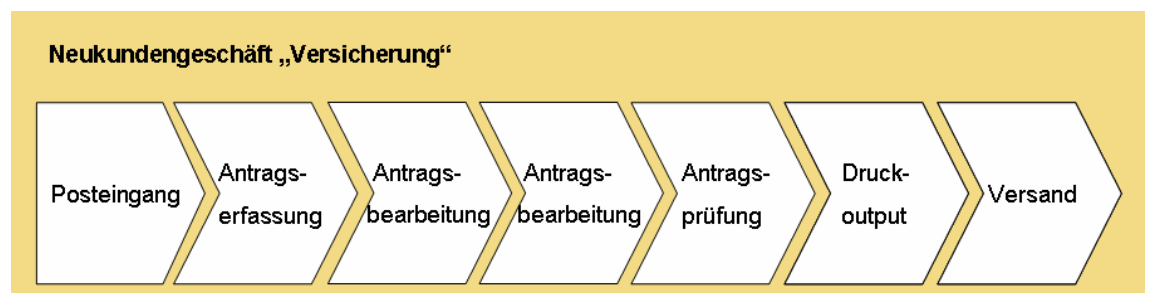 Neukundengeschäft „Versicherung“
Posteingang
Antrags-
erfassung
Antrags-
bearbeitung
Antrags-
bearbeitung
Antrags-
prüfung
Druck-
output
Versand